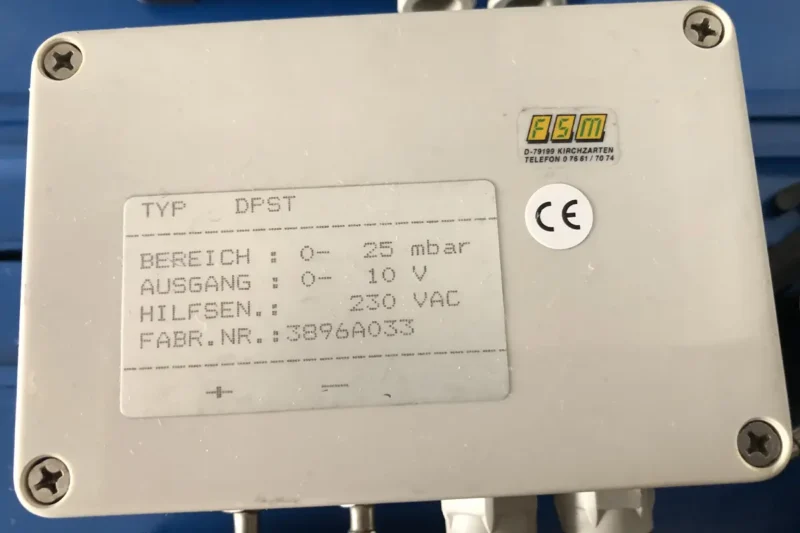 FSM
D-79199 KIRCHZARTEN
TELEFON 0 76 61 / 70 74
CE
TYP DPST
BEREICH : 0- 25 mbar
AUSGANG : 0- 10 V
HILFSEN.: 230 VAC
FABR.NR.:3896A033
+ -